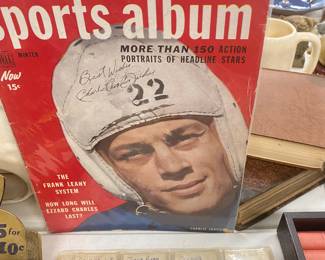 sports album
WINTER
Now
15¢
MORE THAN 150 ACTION
PORTRAITS OF HEADLINE STARS
Best Wishes
22
THE
FRANK LEAHY
SYSTEM
HOW LONG WILL
EZZARD CHARLES
LAST?
CHARLIE
5 FOR
10¢